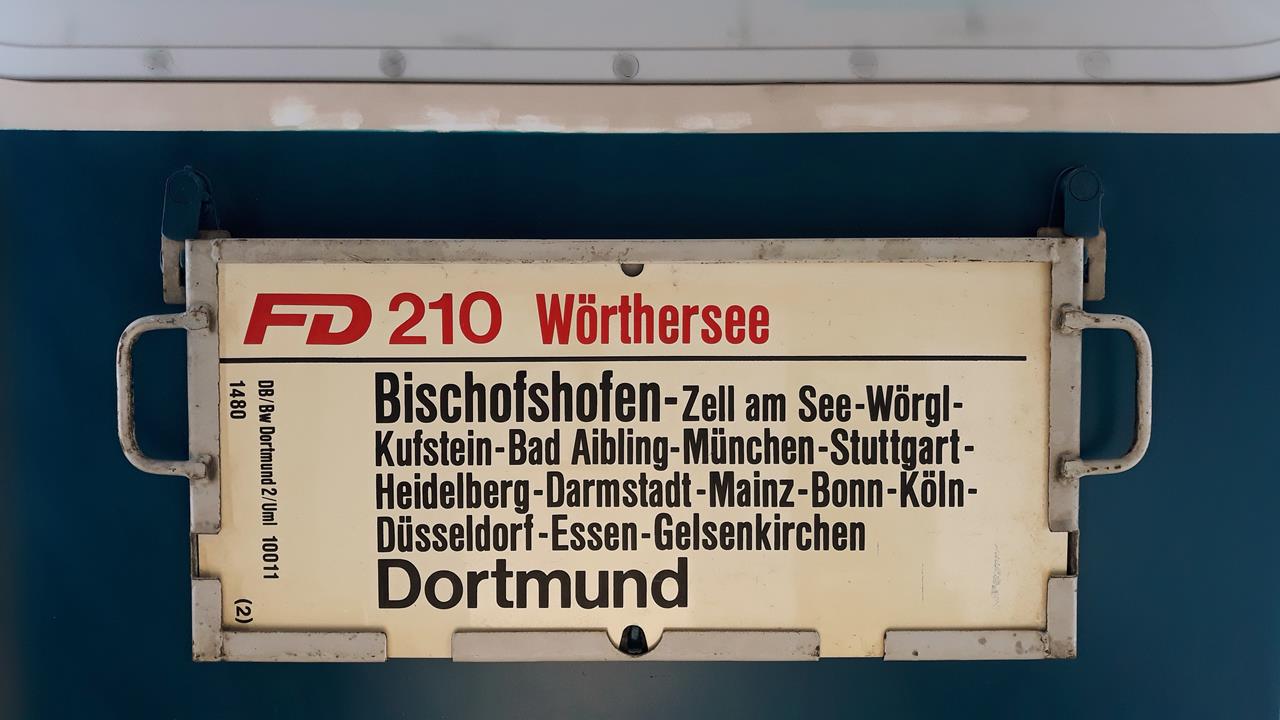 FD 210 Wörthersee
Bischofshofen-Zell am See-Wörgl-
Kufstein-Bad Aibling-München-Stuttgart-
Heidelberg-Darmstadt-Mainz-Bonn-Köln-
Düsseldorf-Essen-Gelsenkirchen
Dortmund
DB/Bw Dortmund 2/Uml 10011
1480 (2)